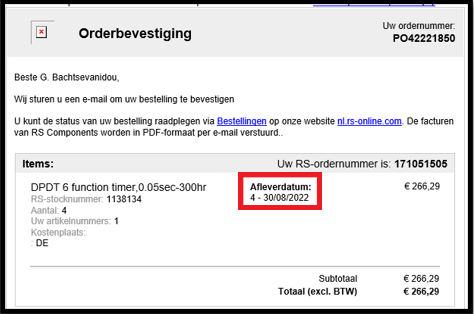 Uw ordernummer:
Orderbevestiging
PO42221850
Beste G. Bachtsevanidou,
Wij sturen u een e-mail om uw bestelling te bevestigen
U kunt de status van uw bestelling raadplegen via Bestellingen op onze website nl.rs-online.com. De facturen
van RS Components worden in PDF-formaat per e-mail verstuurd..
Items: Uw RS-ordernummer is: 171051505
DPDT 6 function timer,0.05sec-300hr Afleverdatum: € 266,29
RS-stocknummer: 1138134 4 - 30/08/2022
Aantal: 4
Uw artikelnummers: 1
Kostenplaats:
: DE
Subtotaal € 266,29
Totaal (excl. BTW) € 266,29